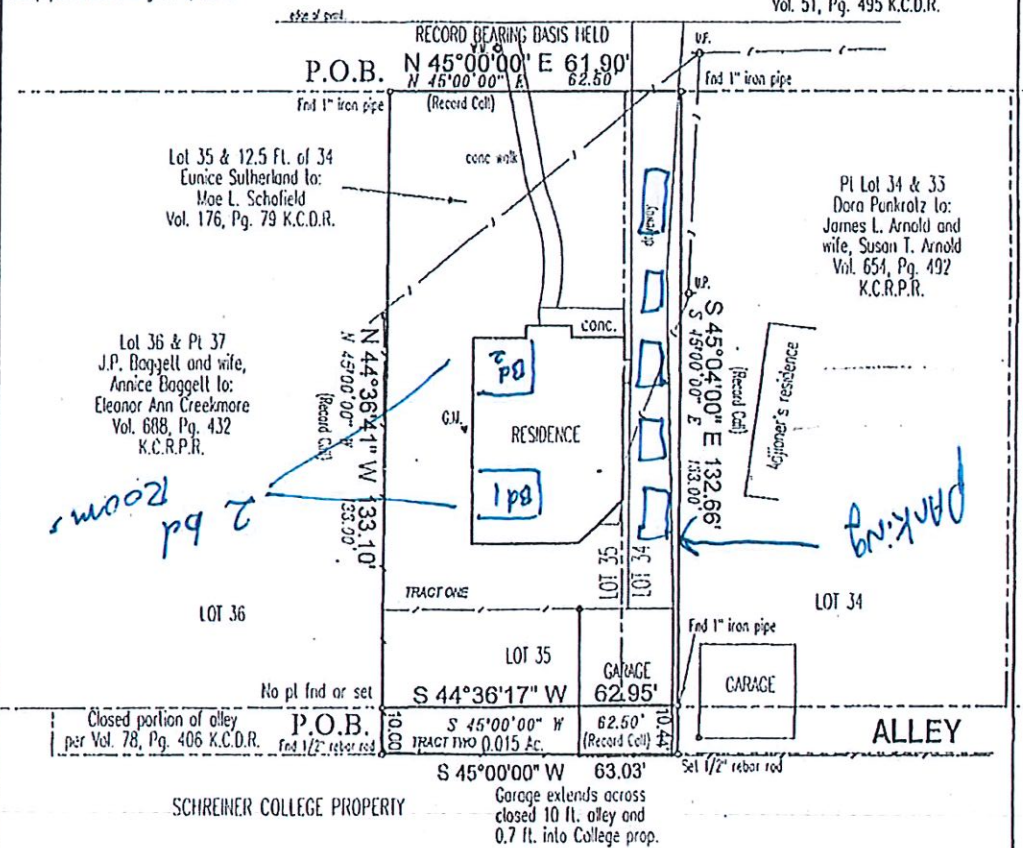 Vol. 51, Pg. 495 K.C.D.R.
edge of pvmt.
RECORD BEARING BASIS HELD
U.P.
P.O.B.
N 45°00'00" E 61.90'
N 45°00'00" E 62.50'
(Record Call)
Fnd 1" iron pipe
Fnd 1" iron pipe
conc walk
Lot 35 & 12.5 Ft. of 34
Eunice Sutherland to:
Mae L. Schofield
Vol. 176, Pg. 79 K.C.D.R.
driveway
Pt Lot 34 & 33
Dora Punkratz to:
James L. Arnold and
wife, Susan T. Arnold
Vol. 654, Pg. 492
K.C.R.P.R.
U.P.
conc.
Lot 36 & Pt 37
J.P. Baggett and wife,
Annice Baggett to:
Eleanor Ann Creekmore
Vol. 688, Pg. 432
K.C.R.P.R.
N 44°36'41" W 133.10'
N 45°00'00" W 133.00'
(Record Call)
G.M.
Bd 2
RESIDENCE
Bd 1
S 45°04'00" E 132.66'
S 45°00'00" E 133.00'
(Record Call)
Adjoiner's residence
2 bd
Rooms
Parking
LOT 35
LOT 34
TRACT ONE
LOT 36
LOT 34
LOT 35
GARAGE
Fnd 1" iron pipe
GARAGE
No pt fnd or set
S 44°36'17" W 62.95'
Closed portion of alley
per Vol. 78, Pg. 406 K.C.D.R.
P.O.B.
Fnd 1/2" rebar rod
10.00
S 45°00'00" W 62.50'
(Record Call)
TRACT TWO 0.015 Ac.
10.44
ALLEY
S 45°00'00" W 63.03'
Set 1/2" rebar rod
SCHREINER COLLEGE PROPERTY
Garage extends across
closed 10 ft. alley and
0.7 ft. into College prop.